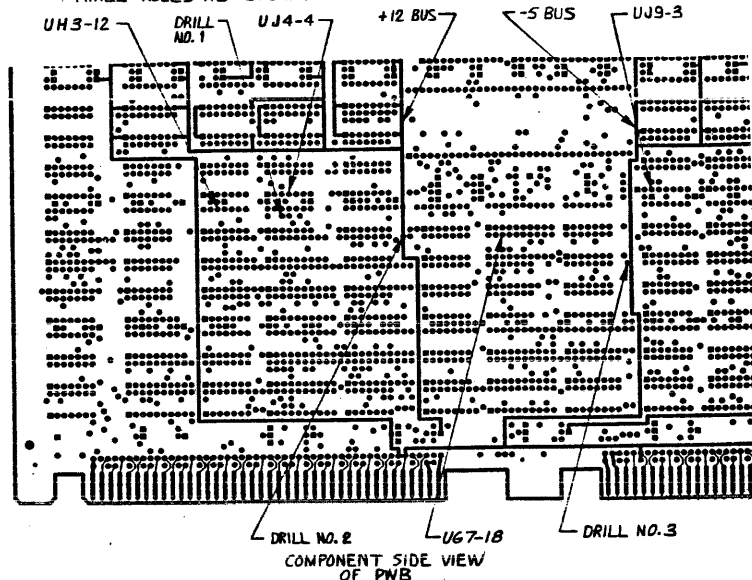 UH3-12
DRILL
NO.1
UJ4-4
+12 BUS
-5 BUS
UJ9-3
DRILL NO.2
UG7-18
DRILL NO.3
COMPONENT SIDE VIEW
OF PWB